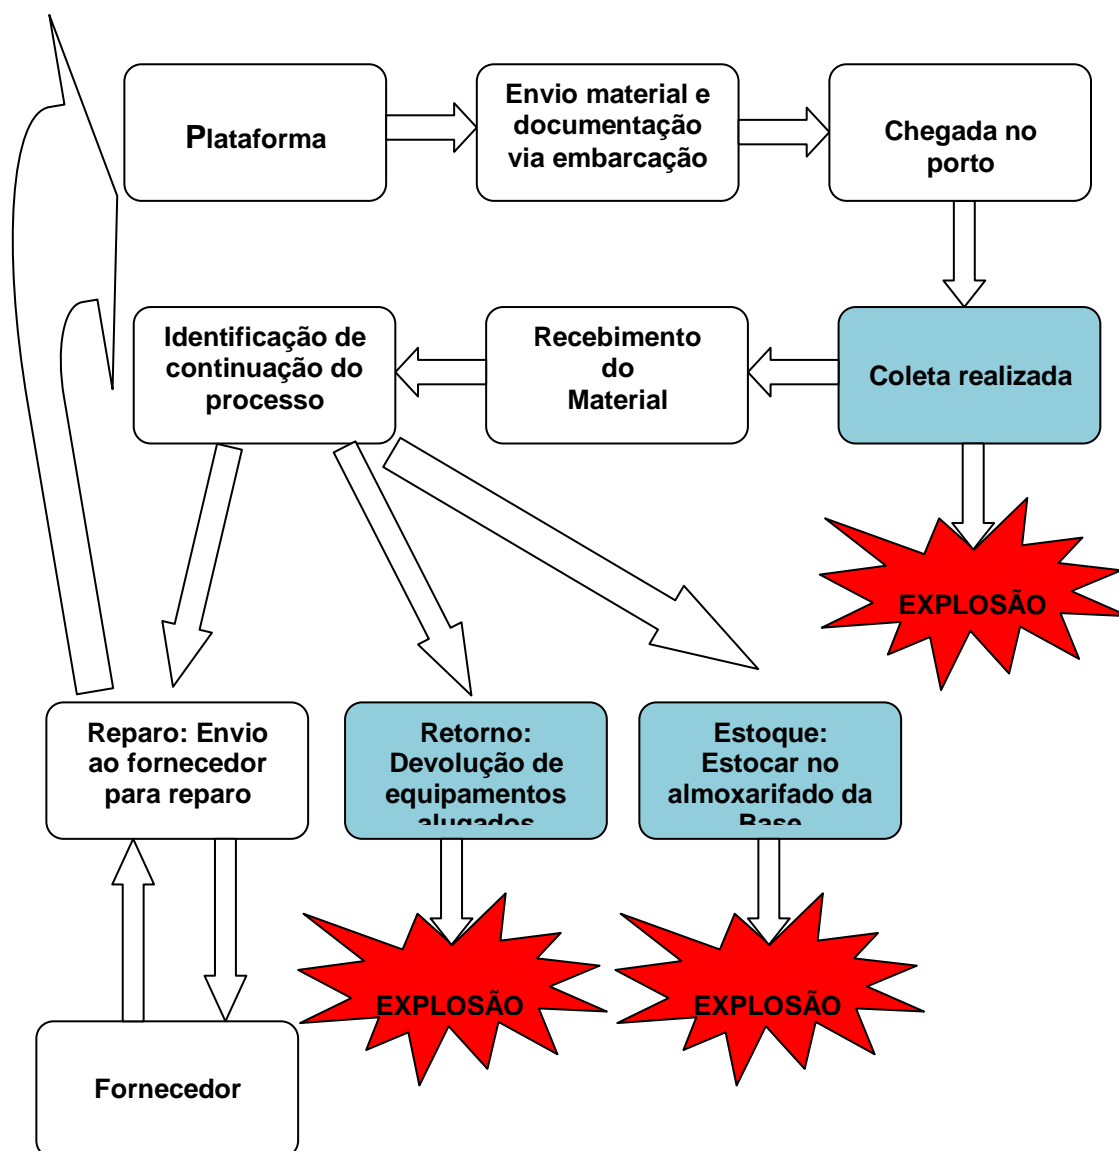 Plataforma
Envio material e
documentação
via embarcação
Chegada no
porto
Identificação de
continuação do
processo
Recebimento
do
Material
Coleta realizada
EXPLOSÃO
Reparo: Envio
ao fornecedor
para reparo
Retorno:
Devolução de
equipamentos
alugados
Estoque:
Estocar no
almoxarifado da
Base
EXPLOSÃO
EXPLOSÃO
Fornecedor